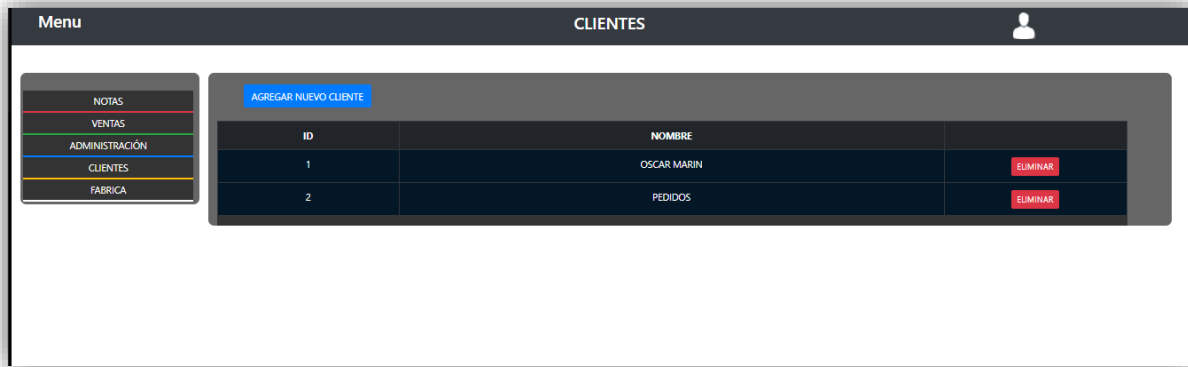 Menu CLIENTES
NOTAS
VENTAS
ADMINISTRACIÓN
CLIENTES
FABRICA
AGREGAR NUEVO CLIENTE
ID NOMBRE
1 OSCAR MARIN ELIMINAR
2 PEDIDOS ELIMINAR